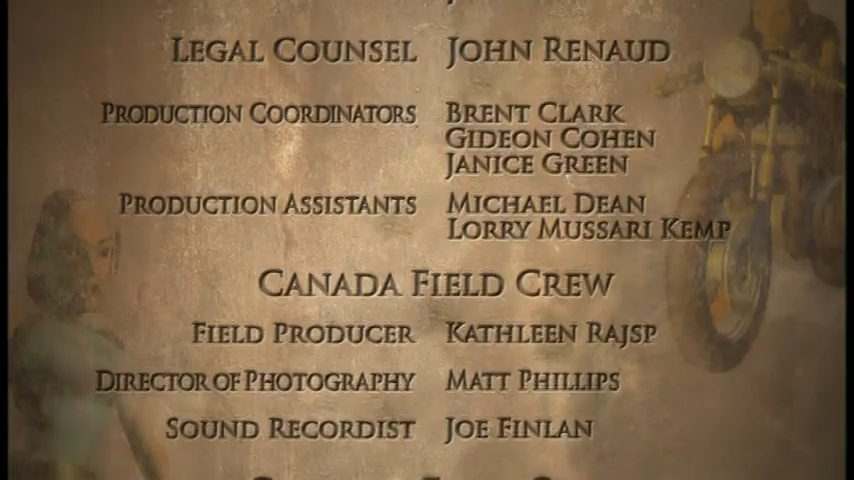 LEGAL COUNSEL JOHN RENAUD
PRODUCTION COORDINATORS BRENT CLARK
GIDEON COHEN
JANICE GREEN
PRODUCTION ASSISTANTS MICHAEL DEAN
LORRY MUSSARI KEMP
CANADA FIELD CREW
FIELD PRODUCER KATHLEEN RAJSP
DIRECTOR OF PHOTOGRAPHY MATT PHILLIPS
SOUND RECORDIST JOE FINLAN